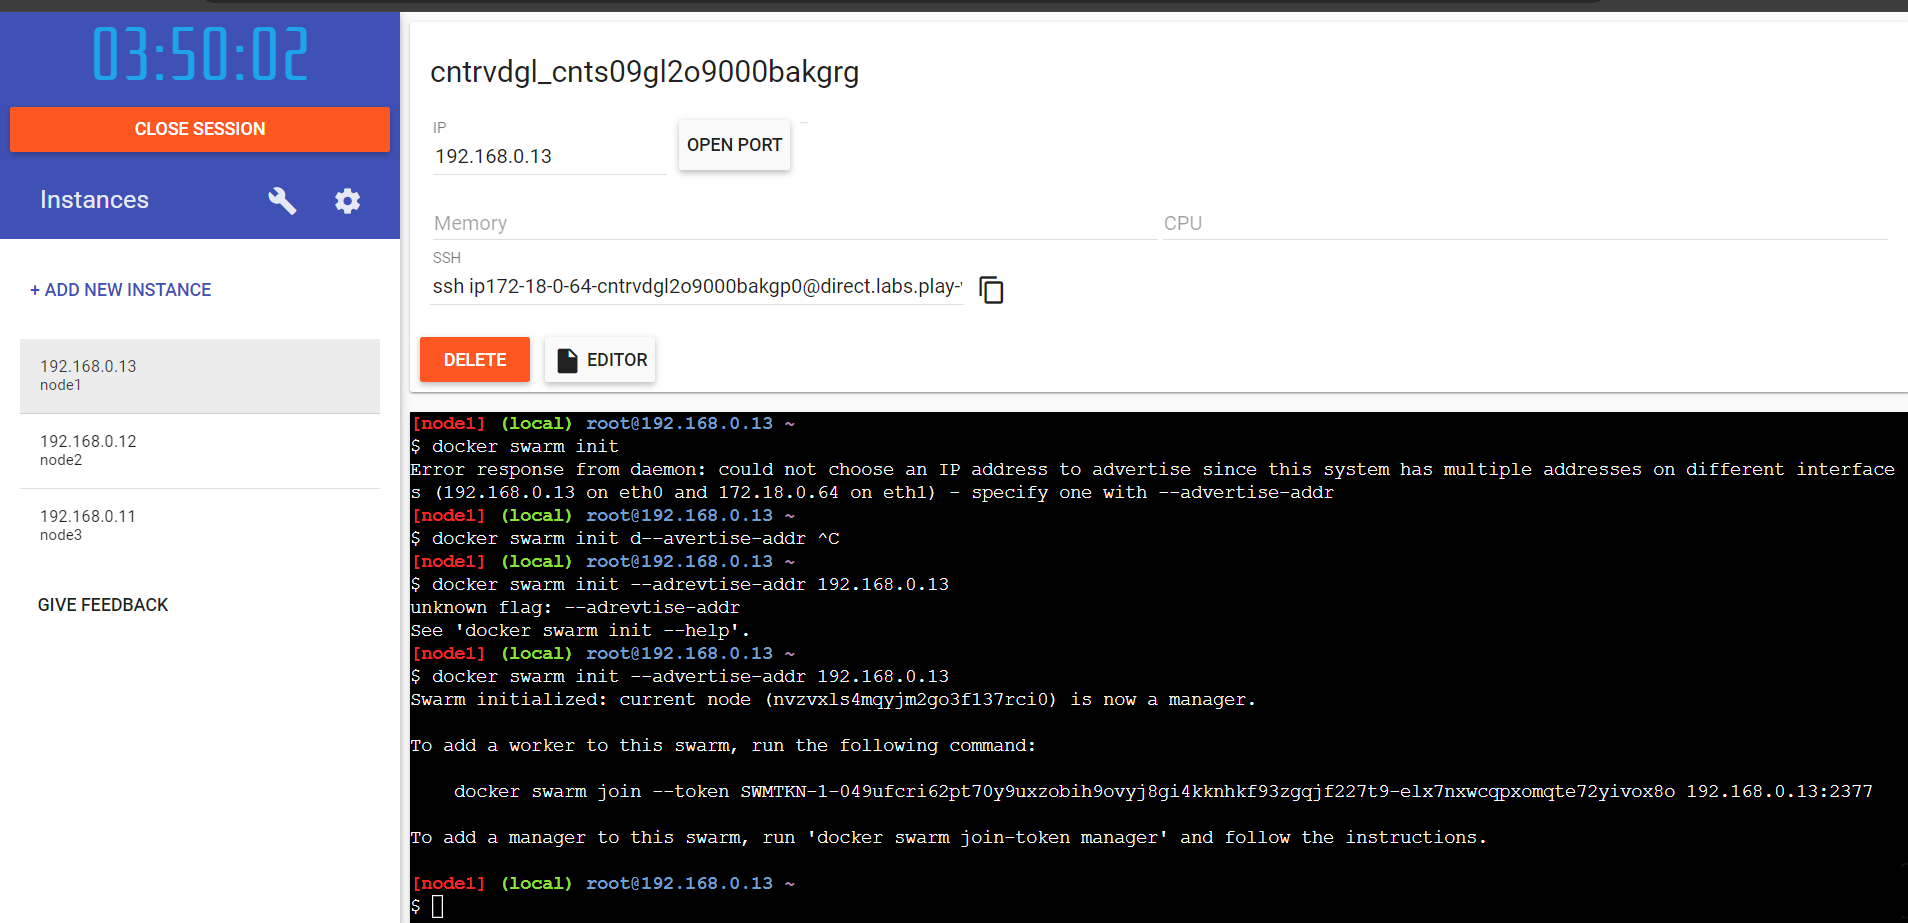 03:50:02
CLOSE SESSION
Instances
+ ADD NEW INSTANCE
192.168.0.13
node1
192.168.0.12
node2
192.168.0.11
node3
GIVE FEEDBACK
cntrvdgl_cnts09gl2o9000bakgrg
IP
192.168.0.13
OPEN PORT
Memory
CPU
SSH
ssh ip172-18-0-64-cntrvdgl2o9000bakgp0@direct.labs.play-
DELETE
EDITOR
[node1] (local) root@192.168.0.13 ~
$ docker swarm init
Error response from daemon: could not choose an IP address to advertise since this system has multiple addresses on different interface
s (192.168.0.13 on eth0 and 172.18.0.64 on eth1) - specify one with --advertise-addr
[node1] (local) root@192.168.0.13 ~
$ docker swarm init d--avertise-addr ^C
[node1] (local) root@192.168.0.13 ~
$ docker swarm init --adrevtise-addr 192.168.0.13
unknown flag: --adrevtise-addr
See 'docker swarm init --help'.
[node1] (local) root@192.168.0.13 ~
$ docker swarm init --advertise-addr 192.168.0.13
Swarm initialized: current node (nvzvxls4mqyjm2go3f137rci0) is now a manager.
To add a worker to this swarm, run the following command:
docker swarm join --token SWMTKN-1-049ufcri62pt70y9uxzobih9ovyj8gi4kknhkf93zgqjf227t9-elx7nxwcqpxomqte72yivox8o 192.168.0.13:2377
To add a manager to this swarm, run 'docker swarm join-token manager' and follow the instructions.
[node1] (local) root@192.168.0.13 ~
$